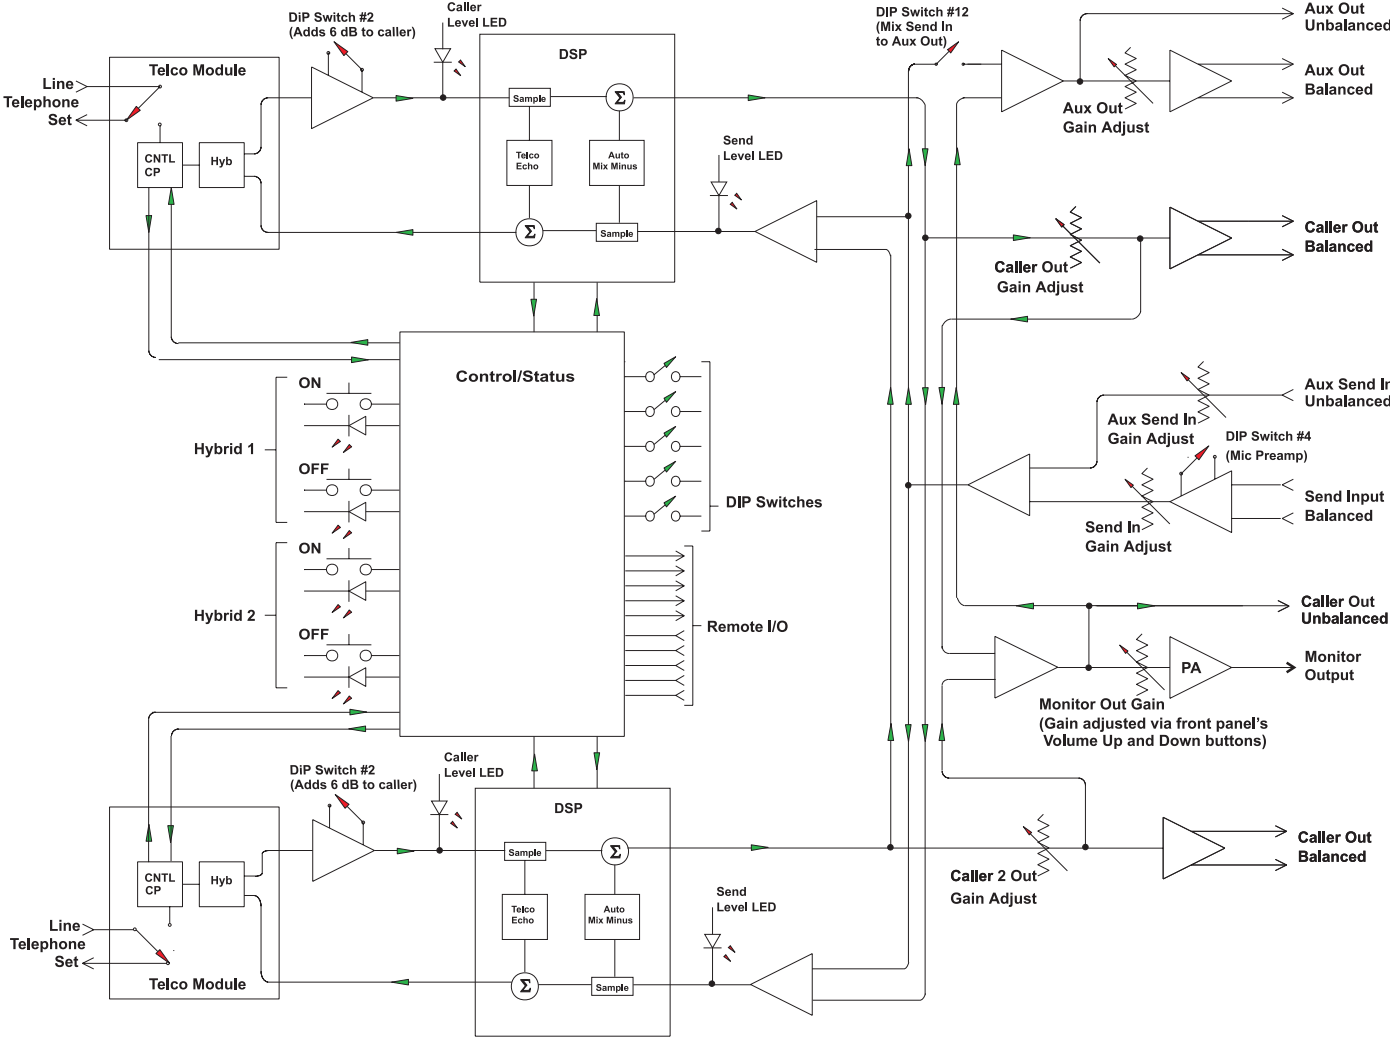 DiP Switch #2
(Adds 6 dB to caller)
Caller
Level LED
DSP
DIP Switch #12
(Mix Send In
to Aux Out)
Aux Out
Unbalanced
Telco Module
Line
Telephone
Set
CNTL
CP
Hyb
Sample
Σ
Telco
Echo
Auto
Mix Minus
Σ
Sample
Send
Level LED
Aux Out
Gain Adjust
Aux Out
Balanced
Caller Out
Gain Adjust
Caller Out
Balanced
Control/Status
Hybrid 1
ON
OFF
Hybrid 2
ON
OFF
DIP Switches
Remote I/O
Aux Send In
Gain Adjust
Aux Send In
Unbalanced
DIP Switch #4
(Mic Preamp)
Send In
Gain Adjust
Send Input
Balanced
Caller Out
Unbalanced
PA
Monitor
Output
Monitor Out Gain
(Gain adjusted via front panel's
Volume Up and Down buttons)
DiP Switch #2
(Adds 6 dB to caller)
Caller
Level LED
DSP
CNTL
CP
Hyb
Line
Telephone
Set
Telco Module
Sample
Σ
Telco
Echo
Auto
Mix Minus
Σ
Sample
Send
Level LED
Caller 2 Out
Gain Adjust
Caller Out
Balanced